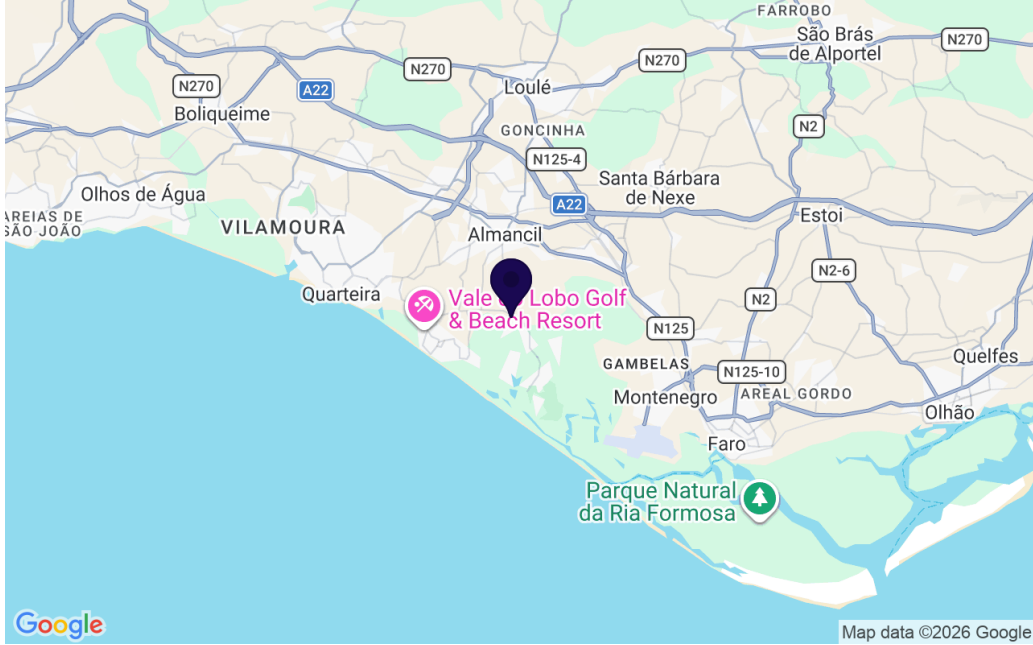 FARROBO
São Brás
de Alportel
N270
N270
N270
N270
A22
Loulé
Boliqueime
GONCINHA
N2
N125-4
Santa Bárbara
de Nexe
Olhos de Água
A22
AREIAS DE
SÃO JOÃO
VILAMOURA
Almancil
Estoi
N2-6
Quarteira
Vale do Lobo Golf
& Beach Resort
N2
N125
Quelfes
GAMBELAS
N125-10
Montenegro
AREAL GORDO
Olhão
Faro
Parque Natural
da Ria Formosa
Google
Map data ©2026 Google